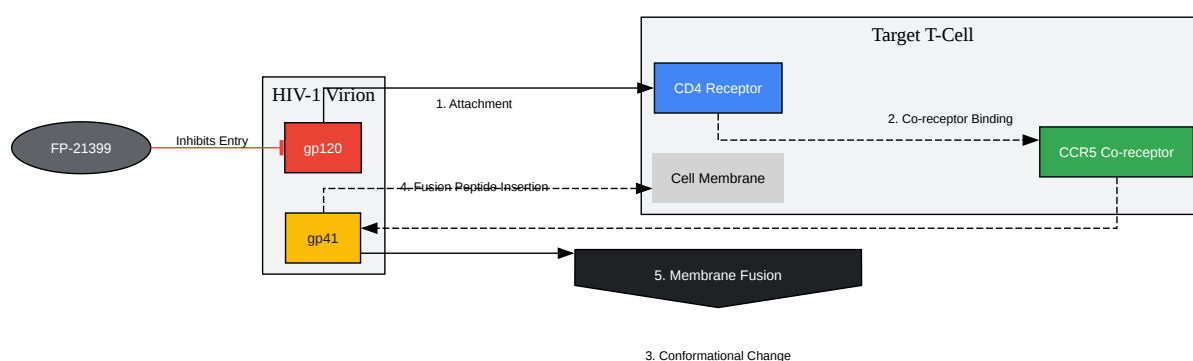 Target T-Cell
HIV-1 Virion
CD4 Receptor
1. Attachment
2. Co-receptor Binding
Inhibits Entry
FP-21399
gp120
CCR5 Co-receptor
Cell Membrane
4. Fusion Peptide Insertion
gp41
5. Membrane Fusion
3. Conformational Change